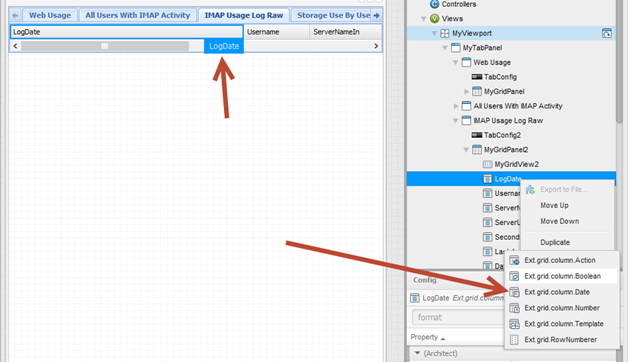 Web Usage
All Users With IMAP Activity
IMAP Usage Log Raw
Storage Use By Use
LogDate
Username
ServerNameIn
LogDate
Controllers
Views
MyViewport
MyTabPanel
Web Usage
TabConfig
MyGridPanel
All Users With IMAP Activity
IMAP Usage Log Raw
TabConfig2
MyGridPanel2
MyGridView2
LogDate
Usernam
ServerN
ServerU
Second
Last
Da
Export to File...
Move Up
Move Down
Duplicate
Ext.grid.column.Action
Ext.grid.column.Boolean
Ext.grid.column.Date
Ext.grid.column.Number
Ext.grid.column.Template
Ext.grid.RowNumberer
Config
LogDate Ext.grid.column
format
Property
(Architect)